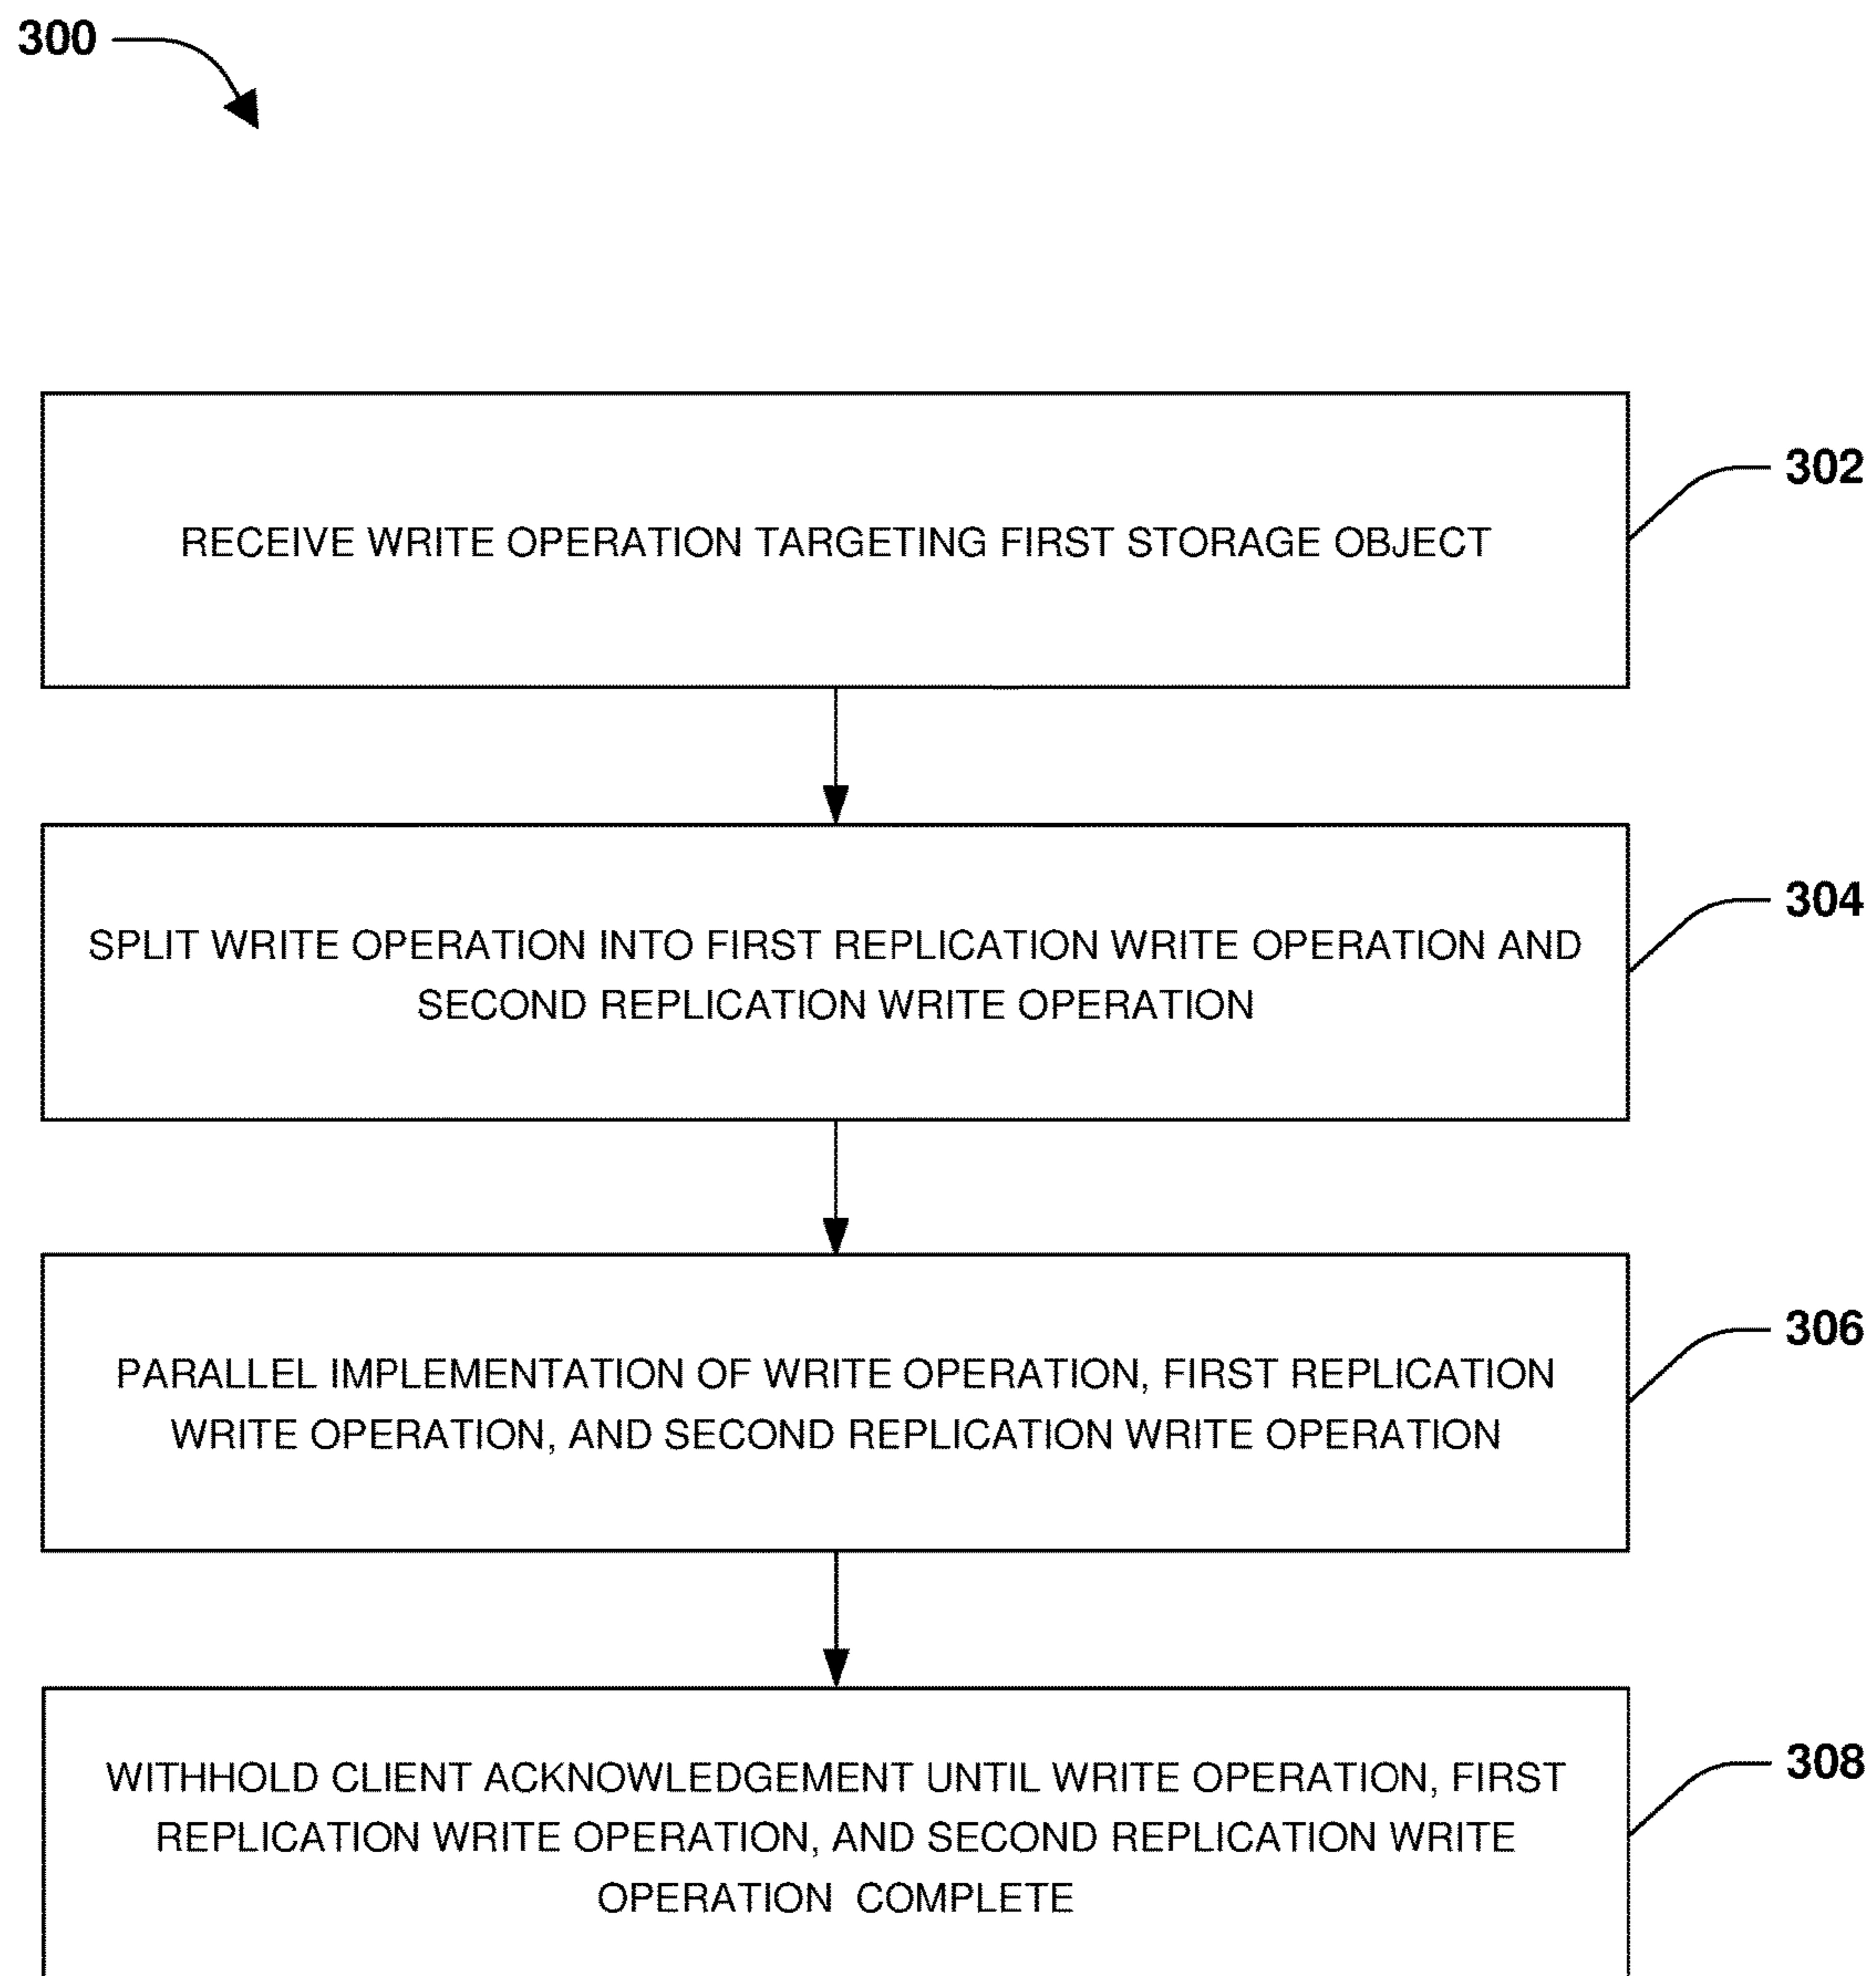 300
RECEIVE WRITE OPERATION TARGETING FIRST STORAGE OBJECT
302
SPLIT WRITE OPERATION INTO FIRST REPLICATION WRITE OPERATION AND
SECOND REPLICATION WRITE OPERATION
304
PARALLEL IMPLEMENTATION OF WRITE OPERATION, FIRST REPLICATION
WRITE OPERATION, AND SECOND REPLICATION WRITE OPERATION
306
WITHHOLD CLIENT ACKNOWLEDGEMENT UNTIL WRITE OPERATION, FIRST
REPLICATION WRITE OPERATION, AND SECOND REPLICATION WRITE
OPERATION COMPLETE
308